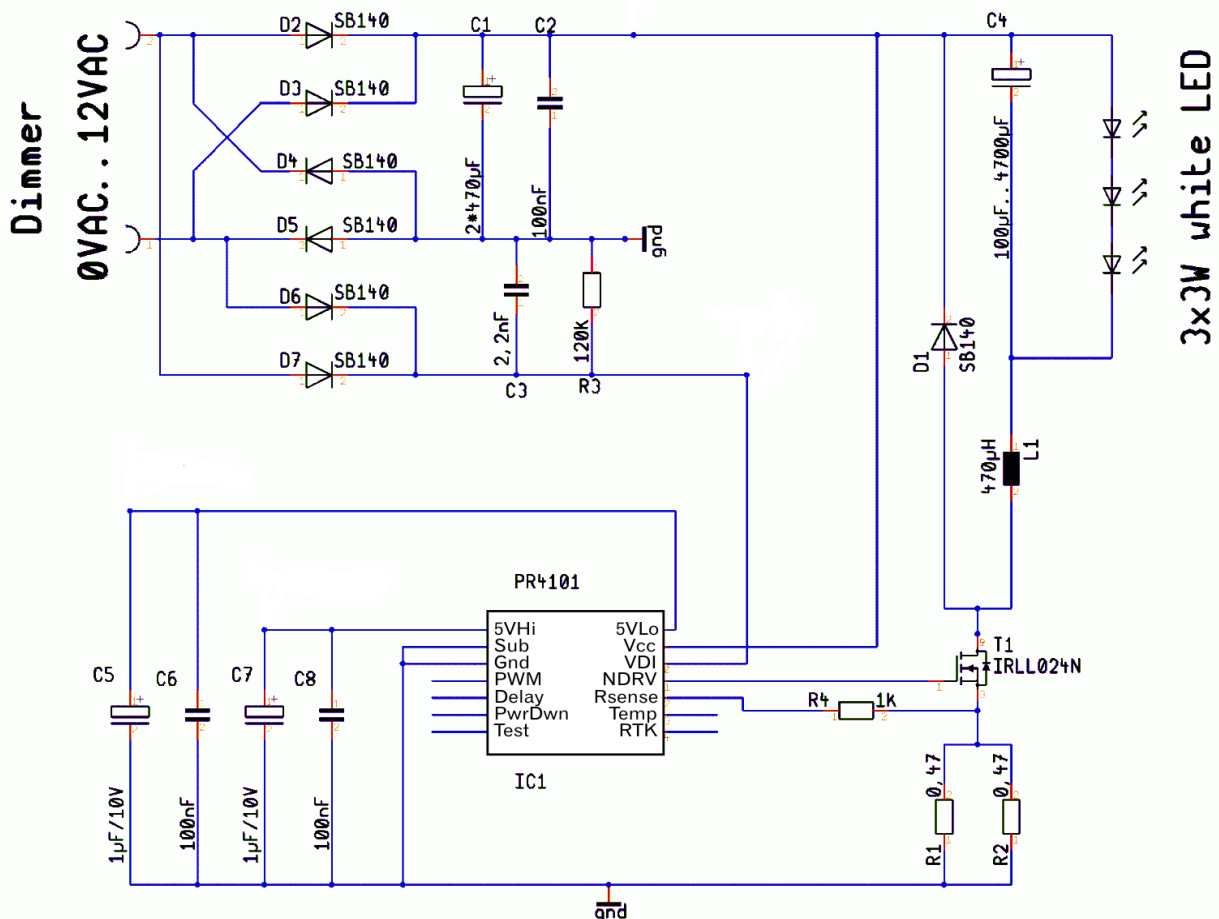 Dimmer
0VAC..12VAC
2
1
D2
SB140
D3
SB140
D4
SB140
D5
SB140
D6
SB140
D7
SB140
C1
2*470µF
C2
100nF
gnd
C3
2,2nF
R3
120K
C4
100µF..4700µF
3x3W white LED
D1
SB140
470µH
L1
PR4101
5VHi
Sub
Gnd
PWM
Delay
PwrDwn
Test
5VLo
Vcc
VDI
NDRV
Rsense
Temp
RTK
IC1
T1
IRLL024N
R4
1K
R1
0,47
R2
0,47
C5
1µF/10V
C6
100nF
C7
1µF/10V
C8
100nF
gnd